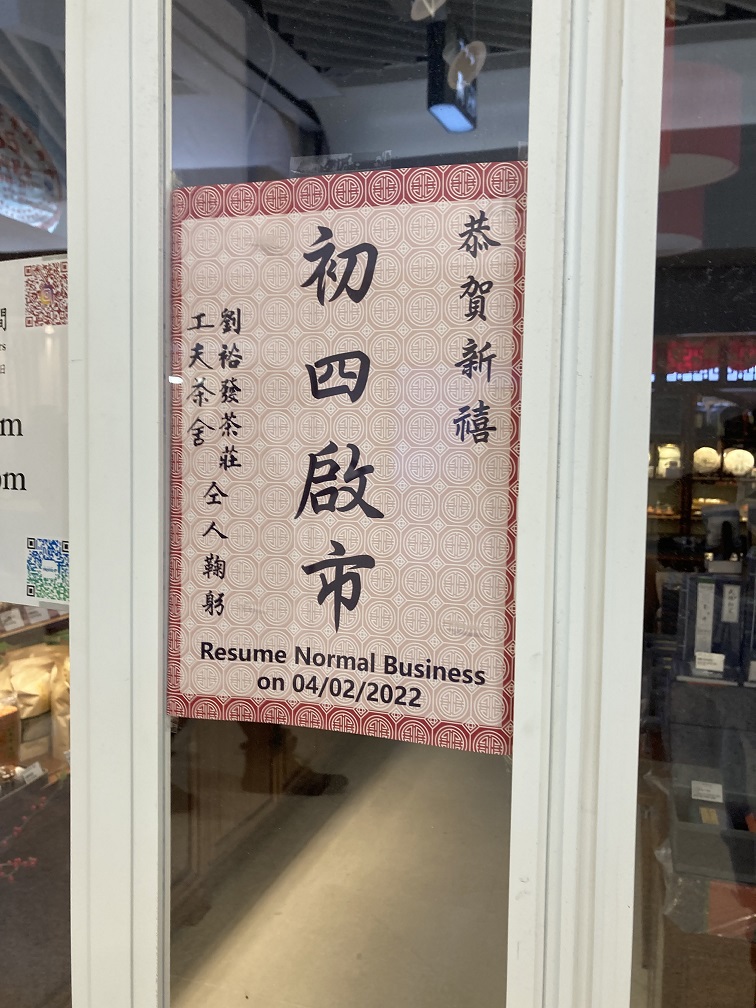 恭賀新禧
初四啟市
劉裕發茶莊
工夫茶舍
仝人鞠躬
Resume Normal Business
on 04/02/2022